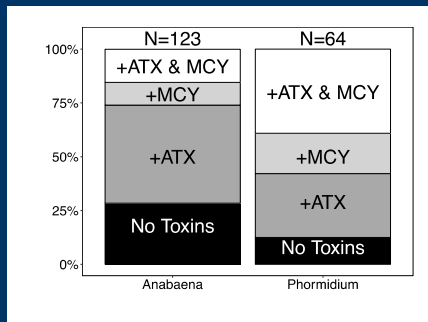 N=123 N=64
100%
75%
50%
25%
0%
+ATX & MCY
+MCY
+ATX
No Toxins
+ATX & MCY
+MCY
+ATX
No Toxins
Anabaena Phormidium